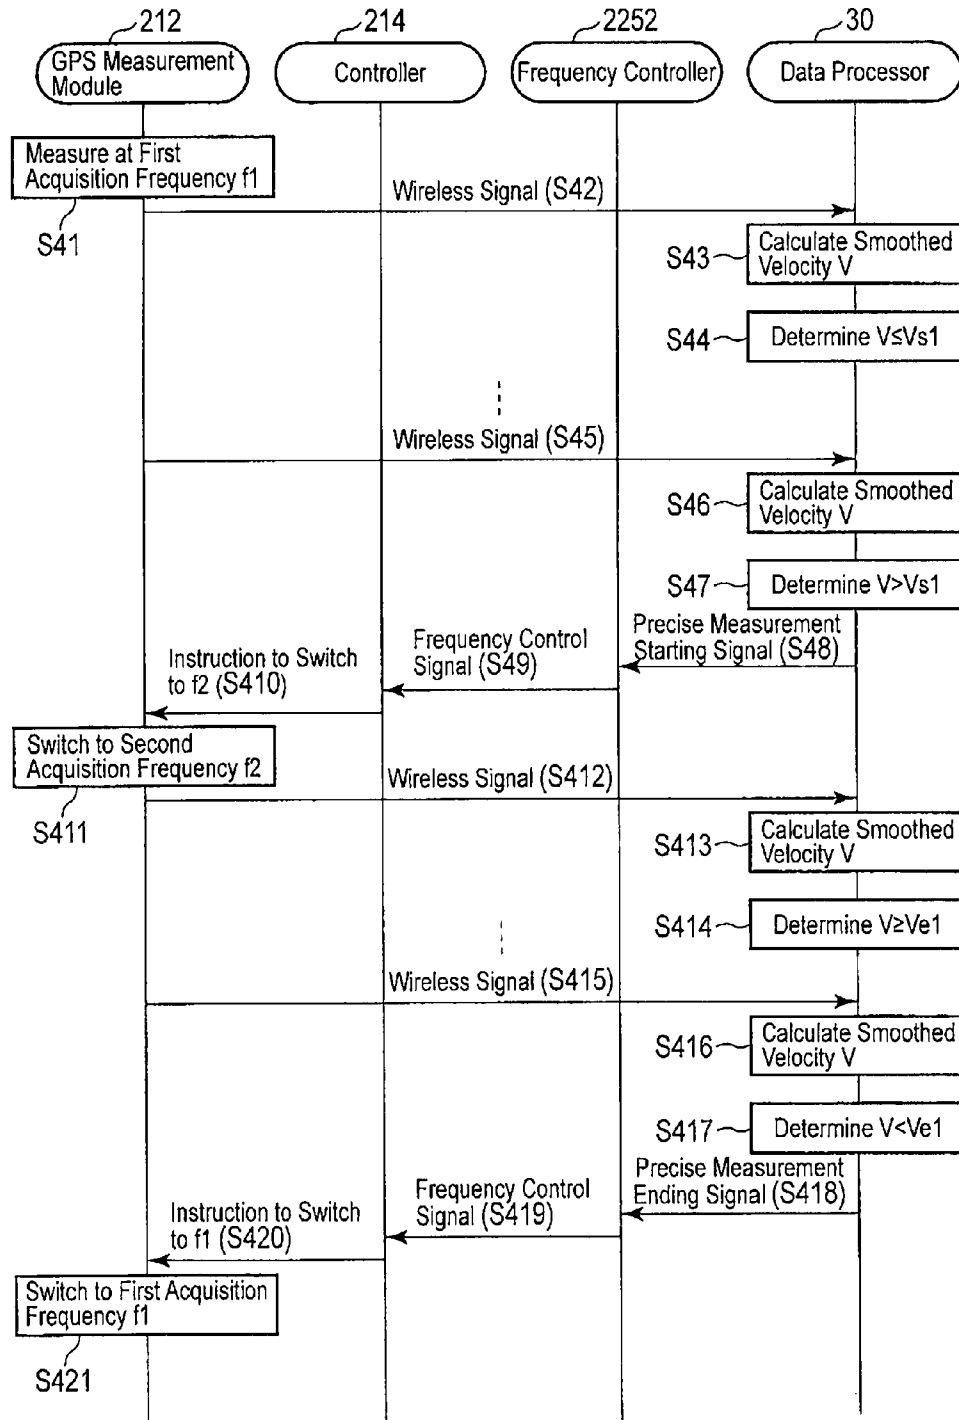 212
214
2252
30
GPS Measurement
Module
Controller
Frequency Controller
Data Processor
Measure at First
Acquisition Frequency f1
S41
Wireless Signal (S42)
S43
Calculate Smoothed
Velocity V
S44
Determine V≤Vs1
Wireless Signal (S45)
S46
Calculate Smoothed
Velocity V
S47
Determine V>Vs1
Precise Measurement
Starting Signal (S48)
Frequency Control
Signal (S49)
Instruction to Switch
to f2 (S410)
Switch to Second
Acquisition Frequency f2
S411
Wireless Signal (S412)
S413
Calculate Smoothed
Velocity V
S414
Determine V≥Ve1
Wireless Signal (S415)
S416
Calculate Smoothed
Velocity V
S417
Determine V<Ve1
Precise Measurement
Ending Signal (S418)
Frequency Control
Signal (S419)
Instruction to Switch
to f1 (S420)
Switch to First Acquisition
Frequency f1
S421